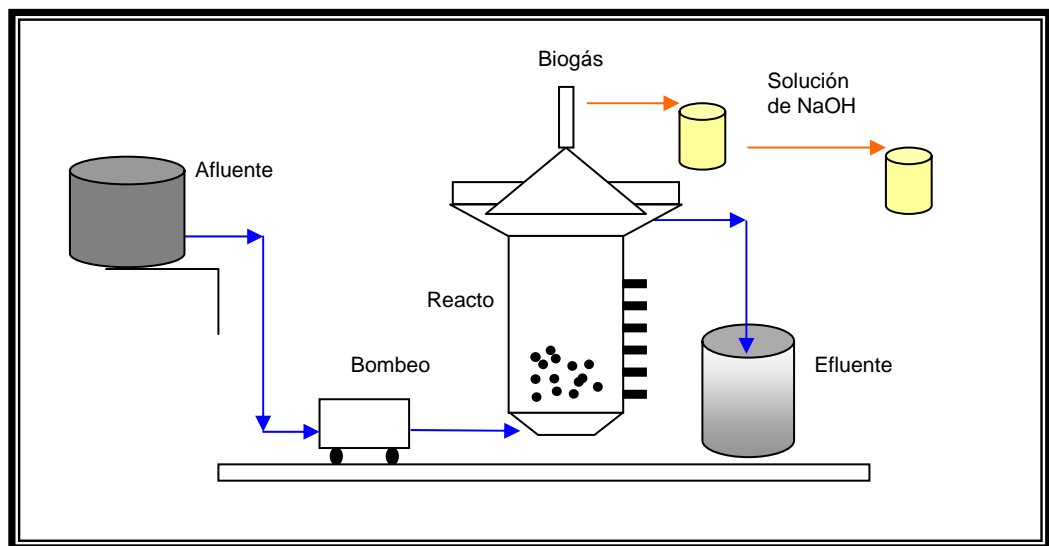 Biogás
Solución
de NaOH
Afluente
Reacto
Bombeo
Efluente